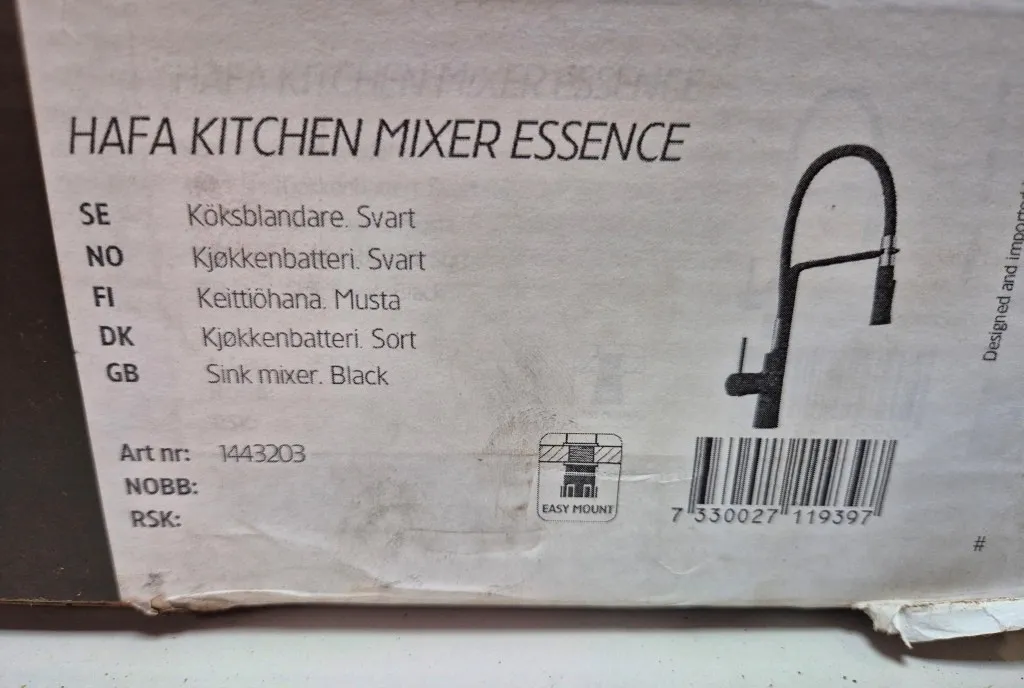 HAFA KITCHEN MIXER ESSENCE
SE Köksblandare. Svart
NO Kjøkkenbatteri. Svart
FI Keittiöhana. Musta
DK Kjøkkenbatteri. Sort
GB Sink mixer. Black
Art nr: 1443203
NOBB:
RSK:
EASY MOUNT
7 330027 119397
#
Designed and imported